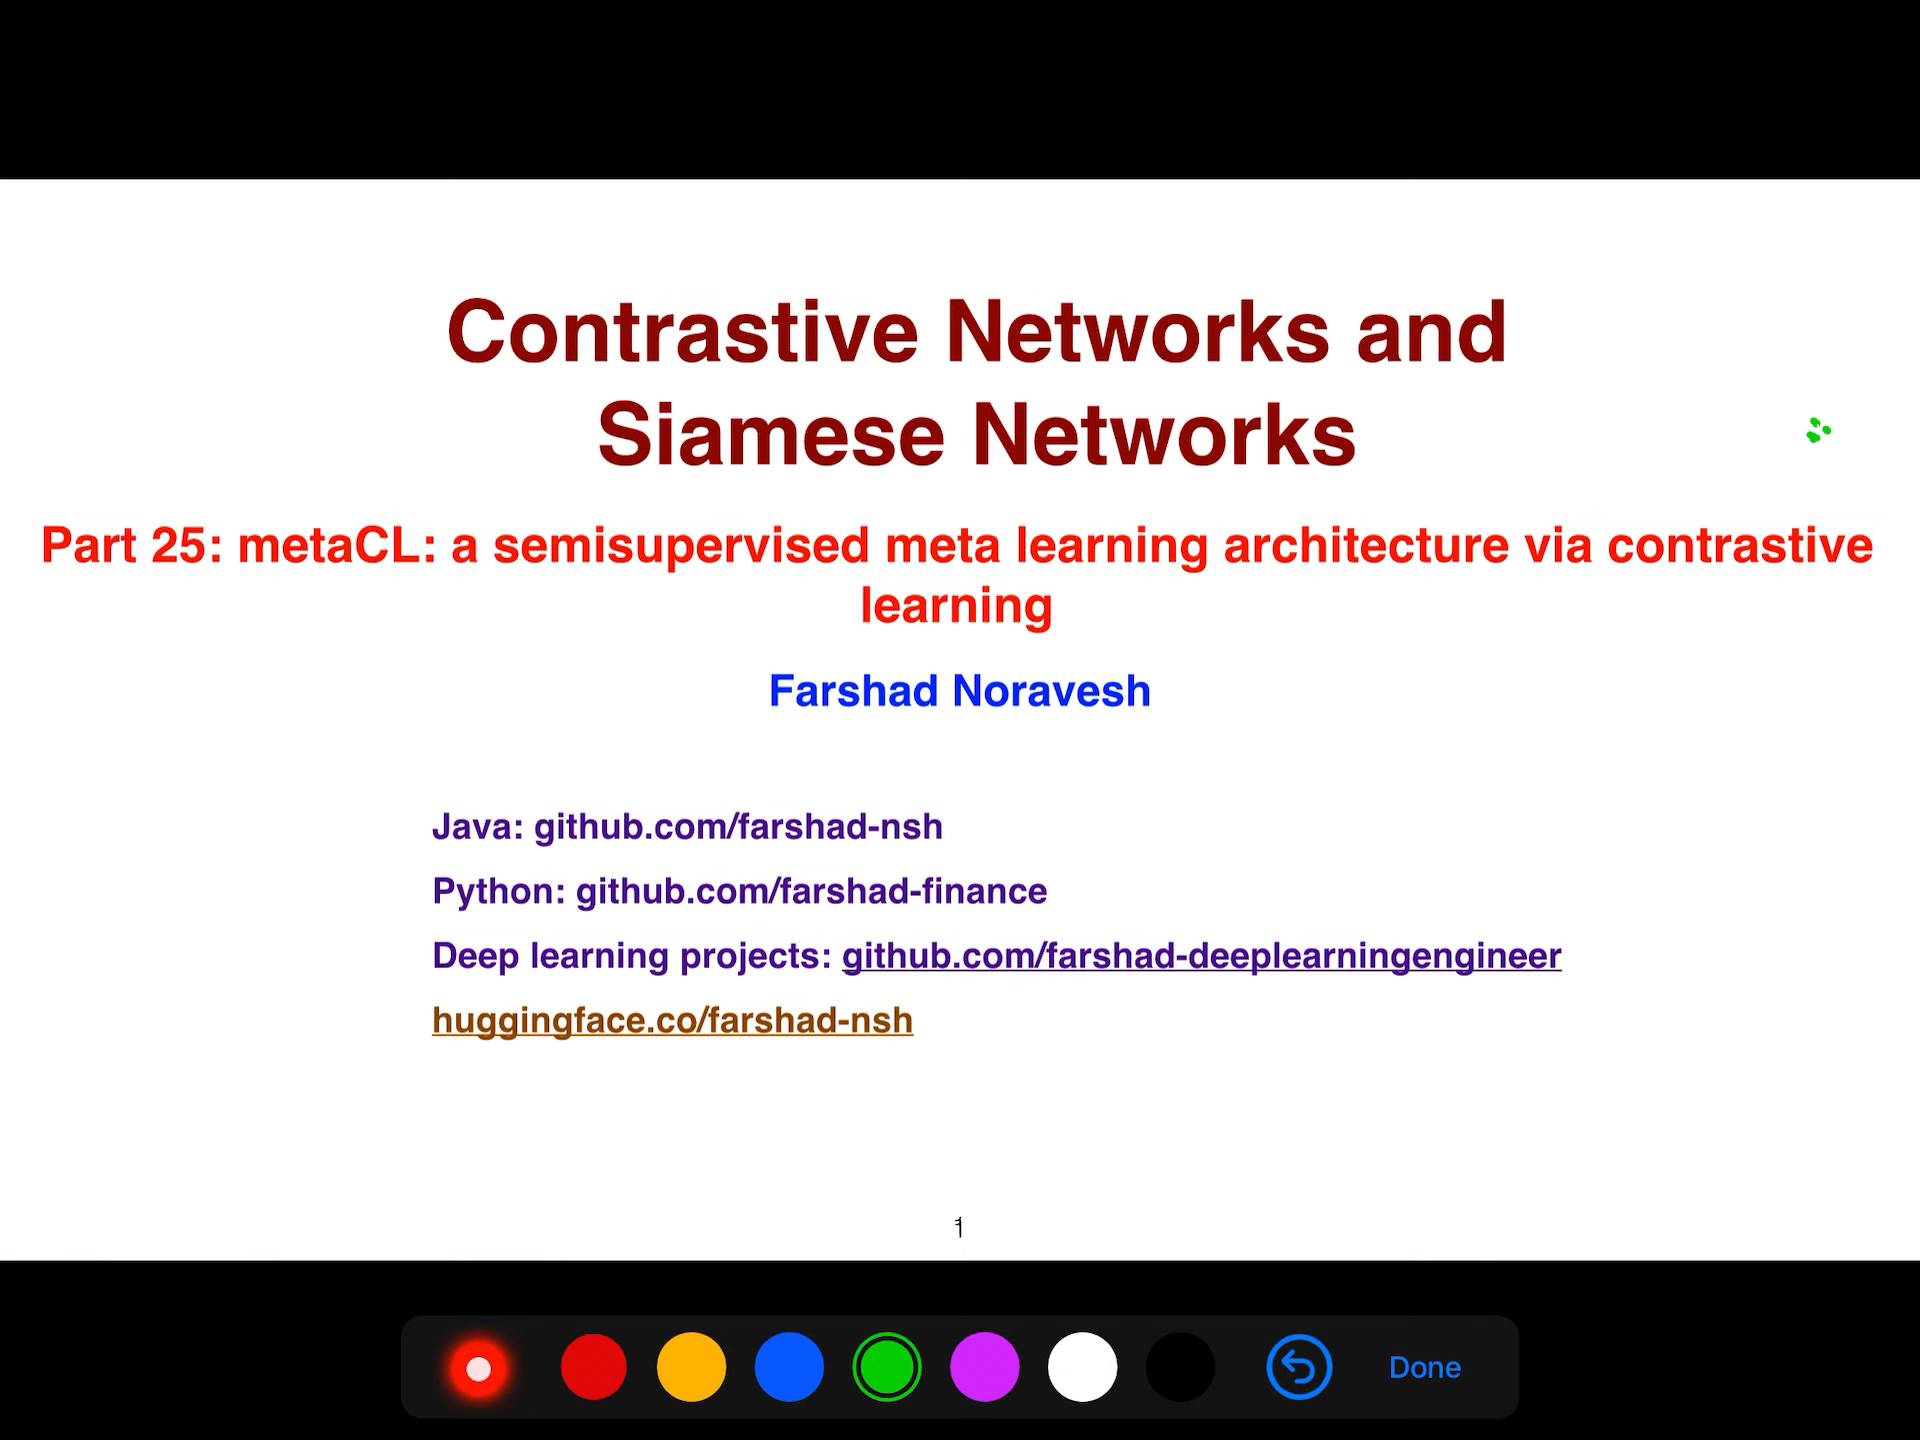 Contrastive Networks and
Siamese Networks
Part 25: metaCL: a semisupervised meta learning architecture via contrastive
learning
Farshad Noravesh
Java: github.com/farshad-nsh
Python: github.com/farshad-finance
Deep learning projects: github.com/farshad-deeplearningengineer
huggingface.co/farshad-nsh
1
Done